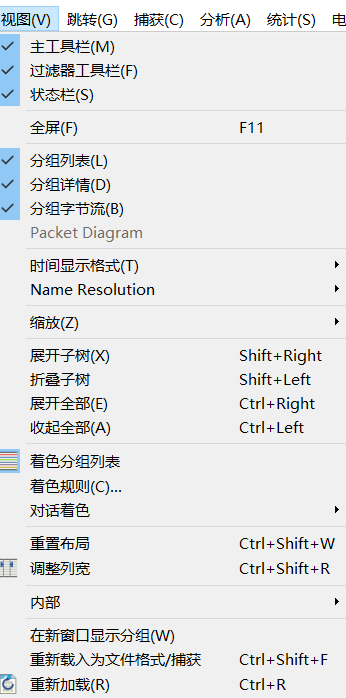 视图(V) 跳转(G) 捕获(C) 分析(A) 统计(S) 电
主工具栏(M)
过滤器工具栏(F)
状态栏(S)
全屏(F) F11
分组列表(L)
分组详情(D)
分组字节流(B)
Packet Diagram
时间显示格式(T)
Name Resolution
缩放(Z)
展开子树(X) Shift+Right
折叠子树 Shift+Left
展开全部(E) Ctrl+Right
收起全部(A) Ctrl+Left
着色分组列表
着色规则(C)...
对话着色
重置布局 Ctrl+Shift+W
调整列宽 Ctrl+Shift+R
内部
在新窗口显示分组(W)
重新载入为文件格式/捕获 Ctrl+Shift+F
重新加载(R) Ctrl+R